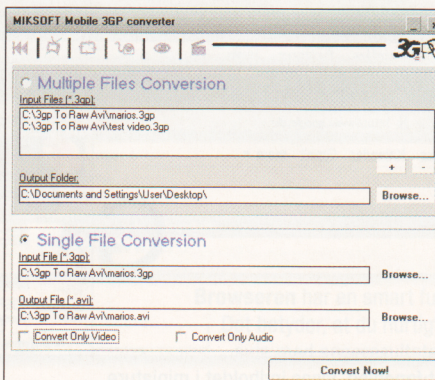 MIKSOFT Mobile 3GP converter
3G
Multiple Files Conversion
Input Files (*.3gp):
C:\3gp To Raw Avi\marios.3gp
C:\3gp To Raw Avi\test video.3gp
+ -
Output Folder:
C:\Documents and Settings\User\Desktop\
Browse...
Single File Conversion
Input File (*.3gp):
C:\3gp To Raw Avi\marios.3gp
Browse...
Output File (*.avi):
C:\3gp To Raw Avi\marios.avi
Browse...
Convert Only Video
Convert Only Audio
Convert Now!